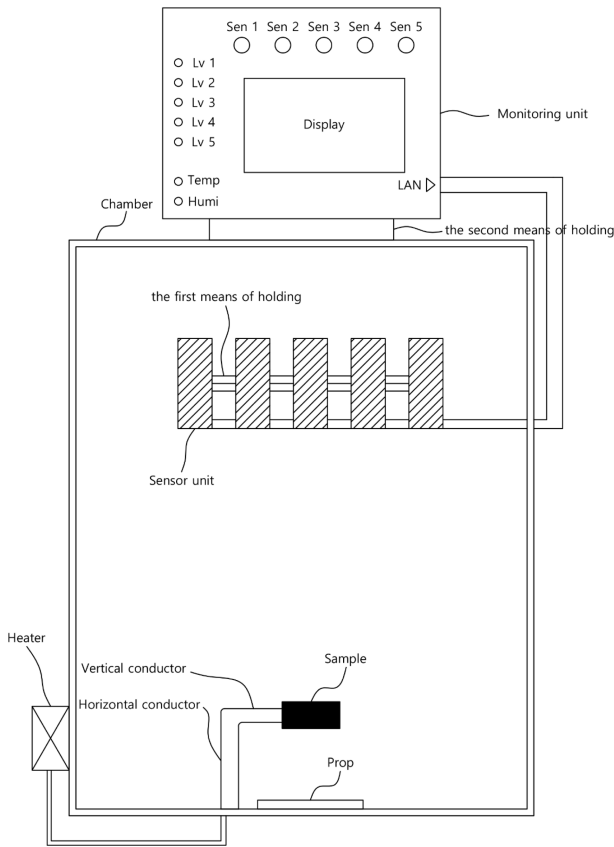 Sen 1 Sen 2 Sen 3 Sen 4 Sen 5
Lv 1
Lv 2
Lv 3
Lv 4
Lv 5
Display
Monitoring unit
Temp
LAN
Humi
Chamber
the second means of holding
the first means of holding
Sensor unit
Heater
Vertical conductor
Sample
Horizontal conductor
Prop